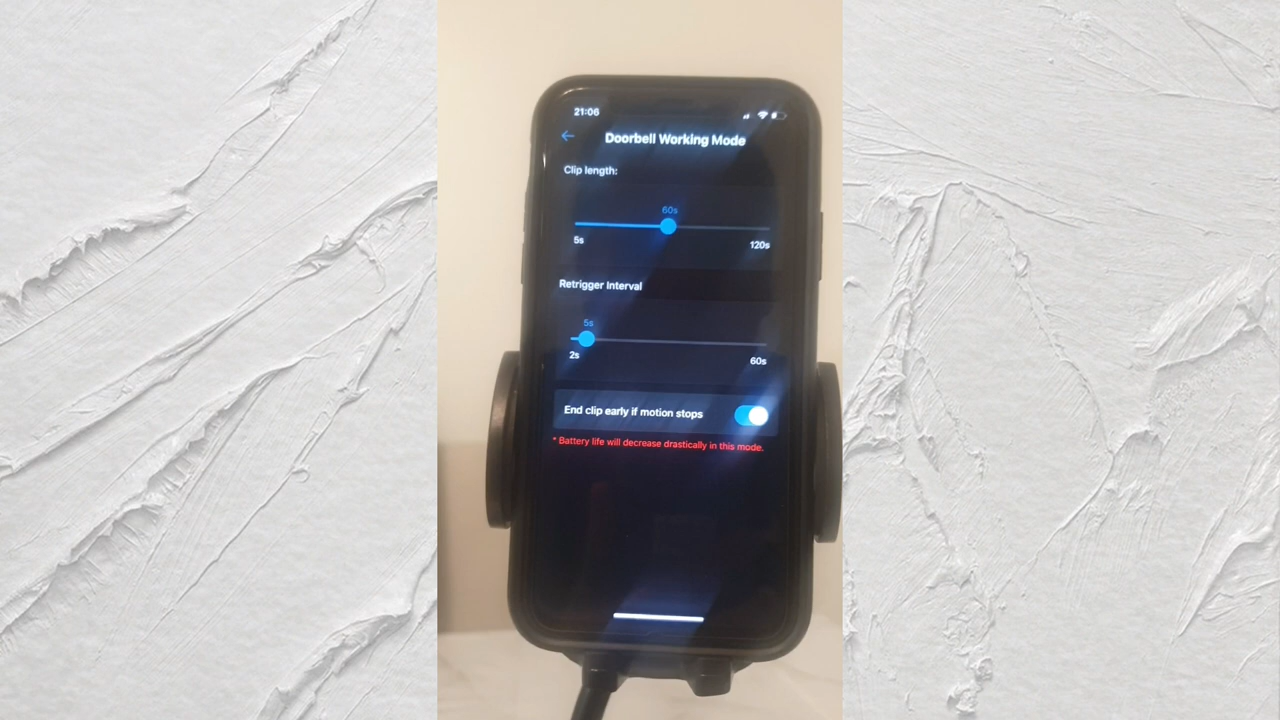 21:06
Doorbell Working Mode
Clip length:
60s
5s
120s
Retrigger Interval
5s
2s
60s
End clip early if motion stops
* Battery life will decrease drastically in this mode.